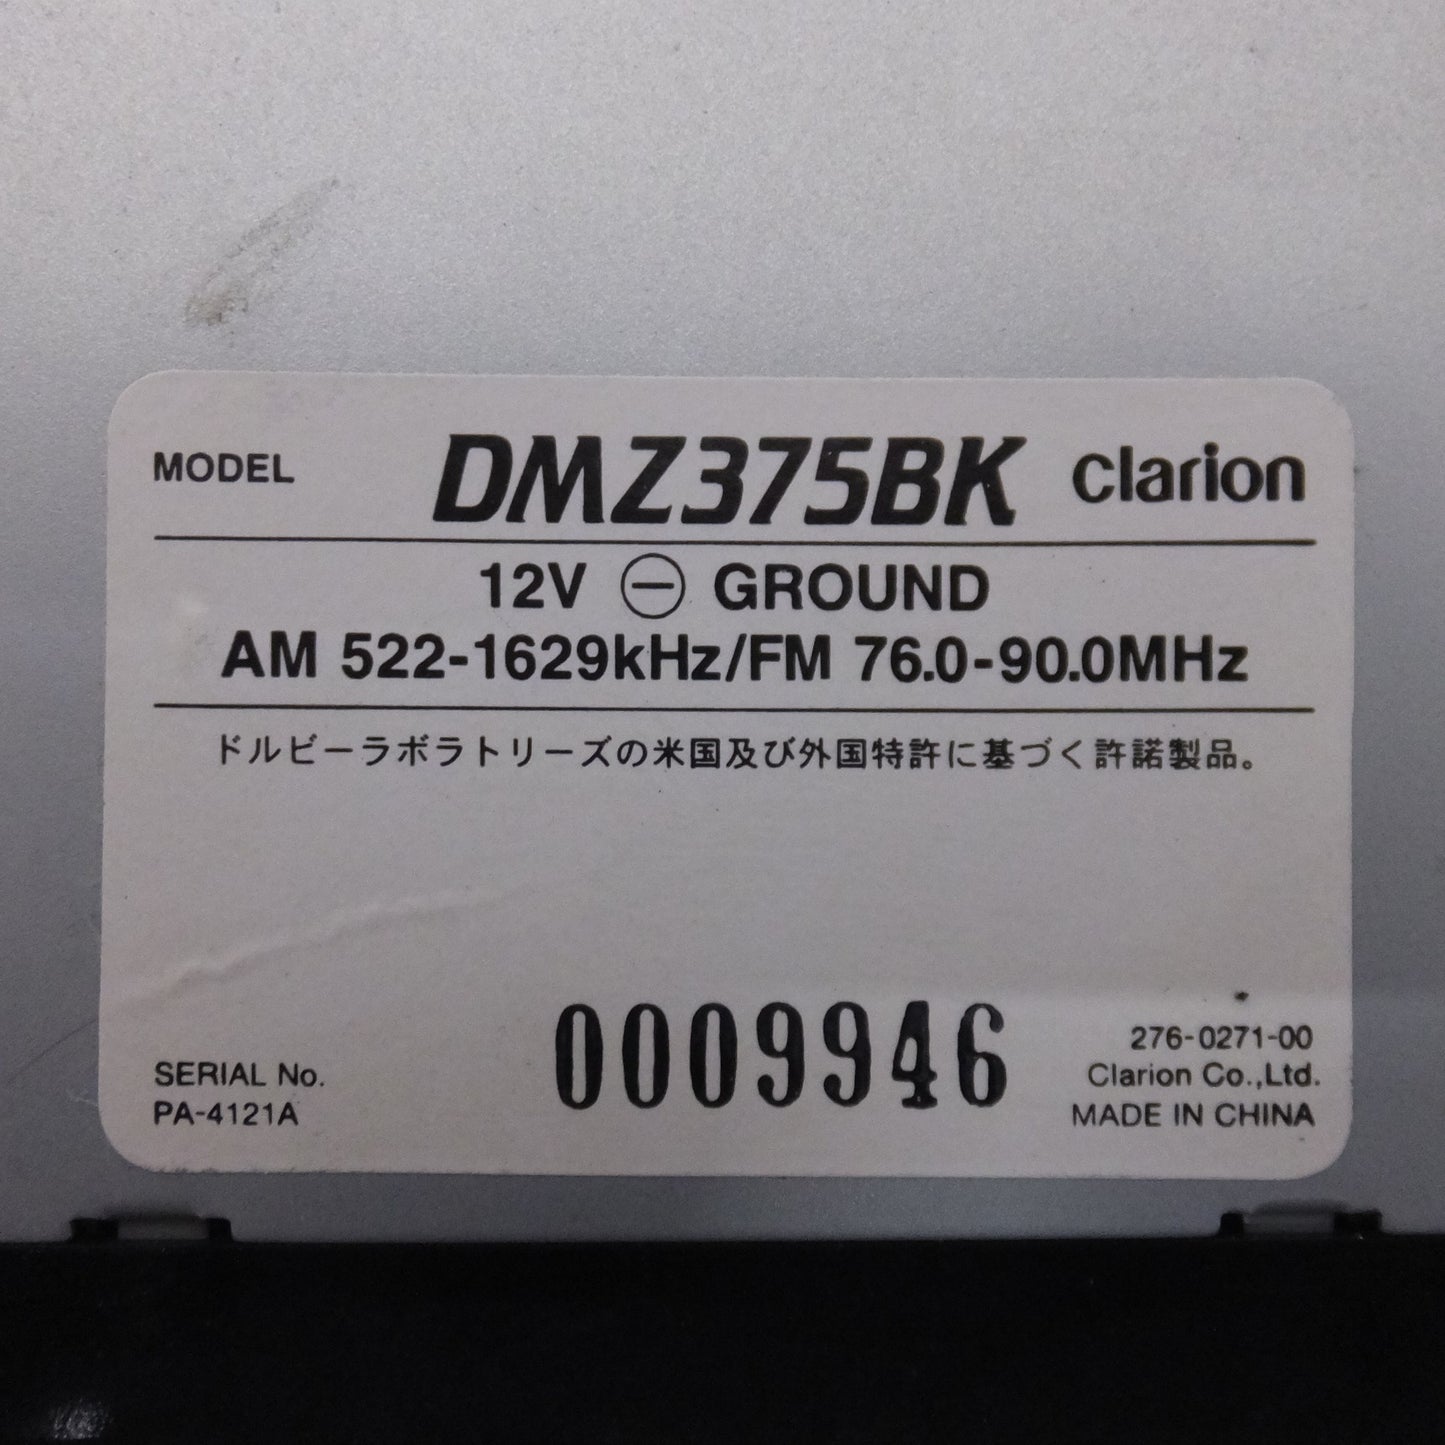 MODEL DMZ375BK clarion
12V ⊖ GROUND
AM 522-1629kHz/FM 76.0-90.0MHz
ドルビーラボラトリーズの米国及び外国特許に基づく許諾製品。
0009946
276-0271-00
SERIAL No. Clarion Co.,Ltd.
PA-4121A MADE IN CHINA